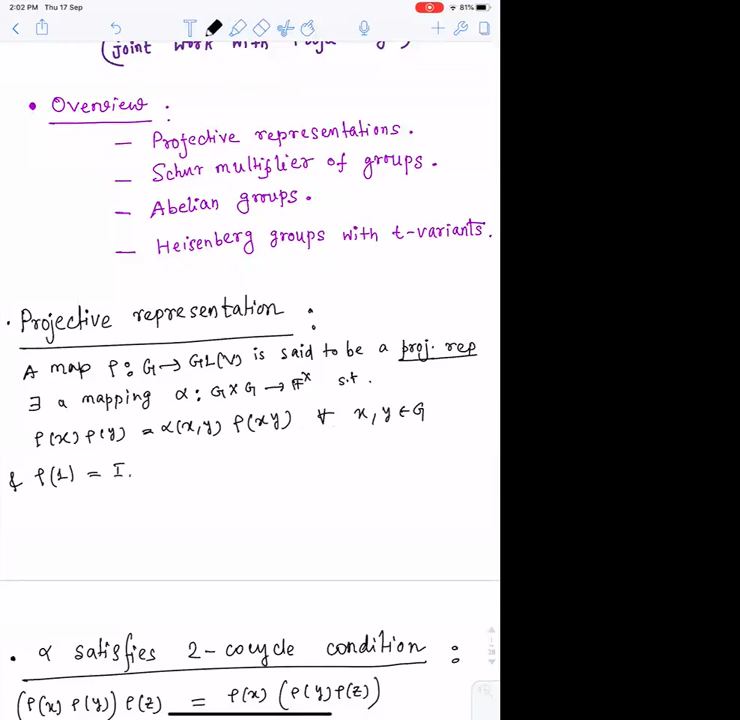 2:02 PM Thu 17 Sep
81%
(joint work with
• Overview :
— Projective representations.
— Schur multiplier of groups.
— Abelian groups.
— Heisenberg groups with t-variants.
• Projective representation :
A map ρ: G → GL(V) is said to be a proj. rep
∃ a mapping α: G×G → F^× s.t.
ρ(x) ρ(y) = α(x,y) ρ(xy) ∀ x, y ∈ G
& ρ(1) = I.
• α satisfies 2-cocycle condition :
(ρ(x) ρ(y)) ρ(z) = ρ(x) (ρ(y) ρ(z))